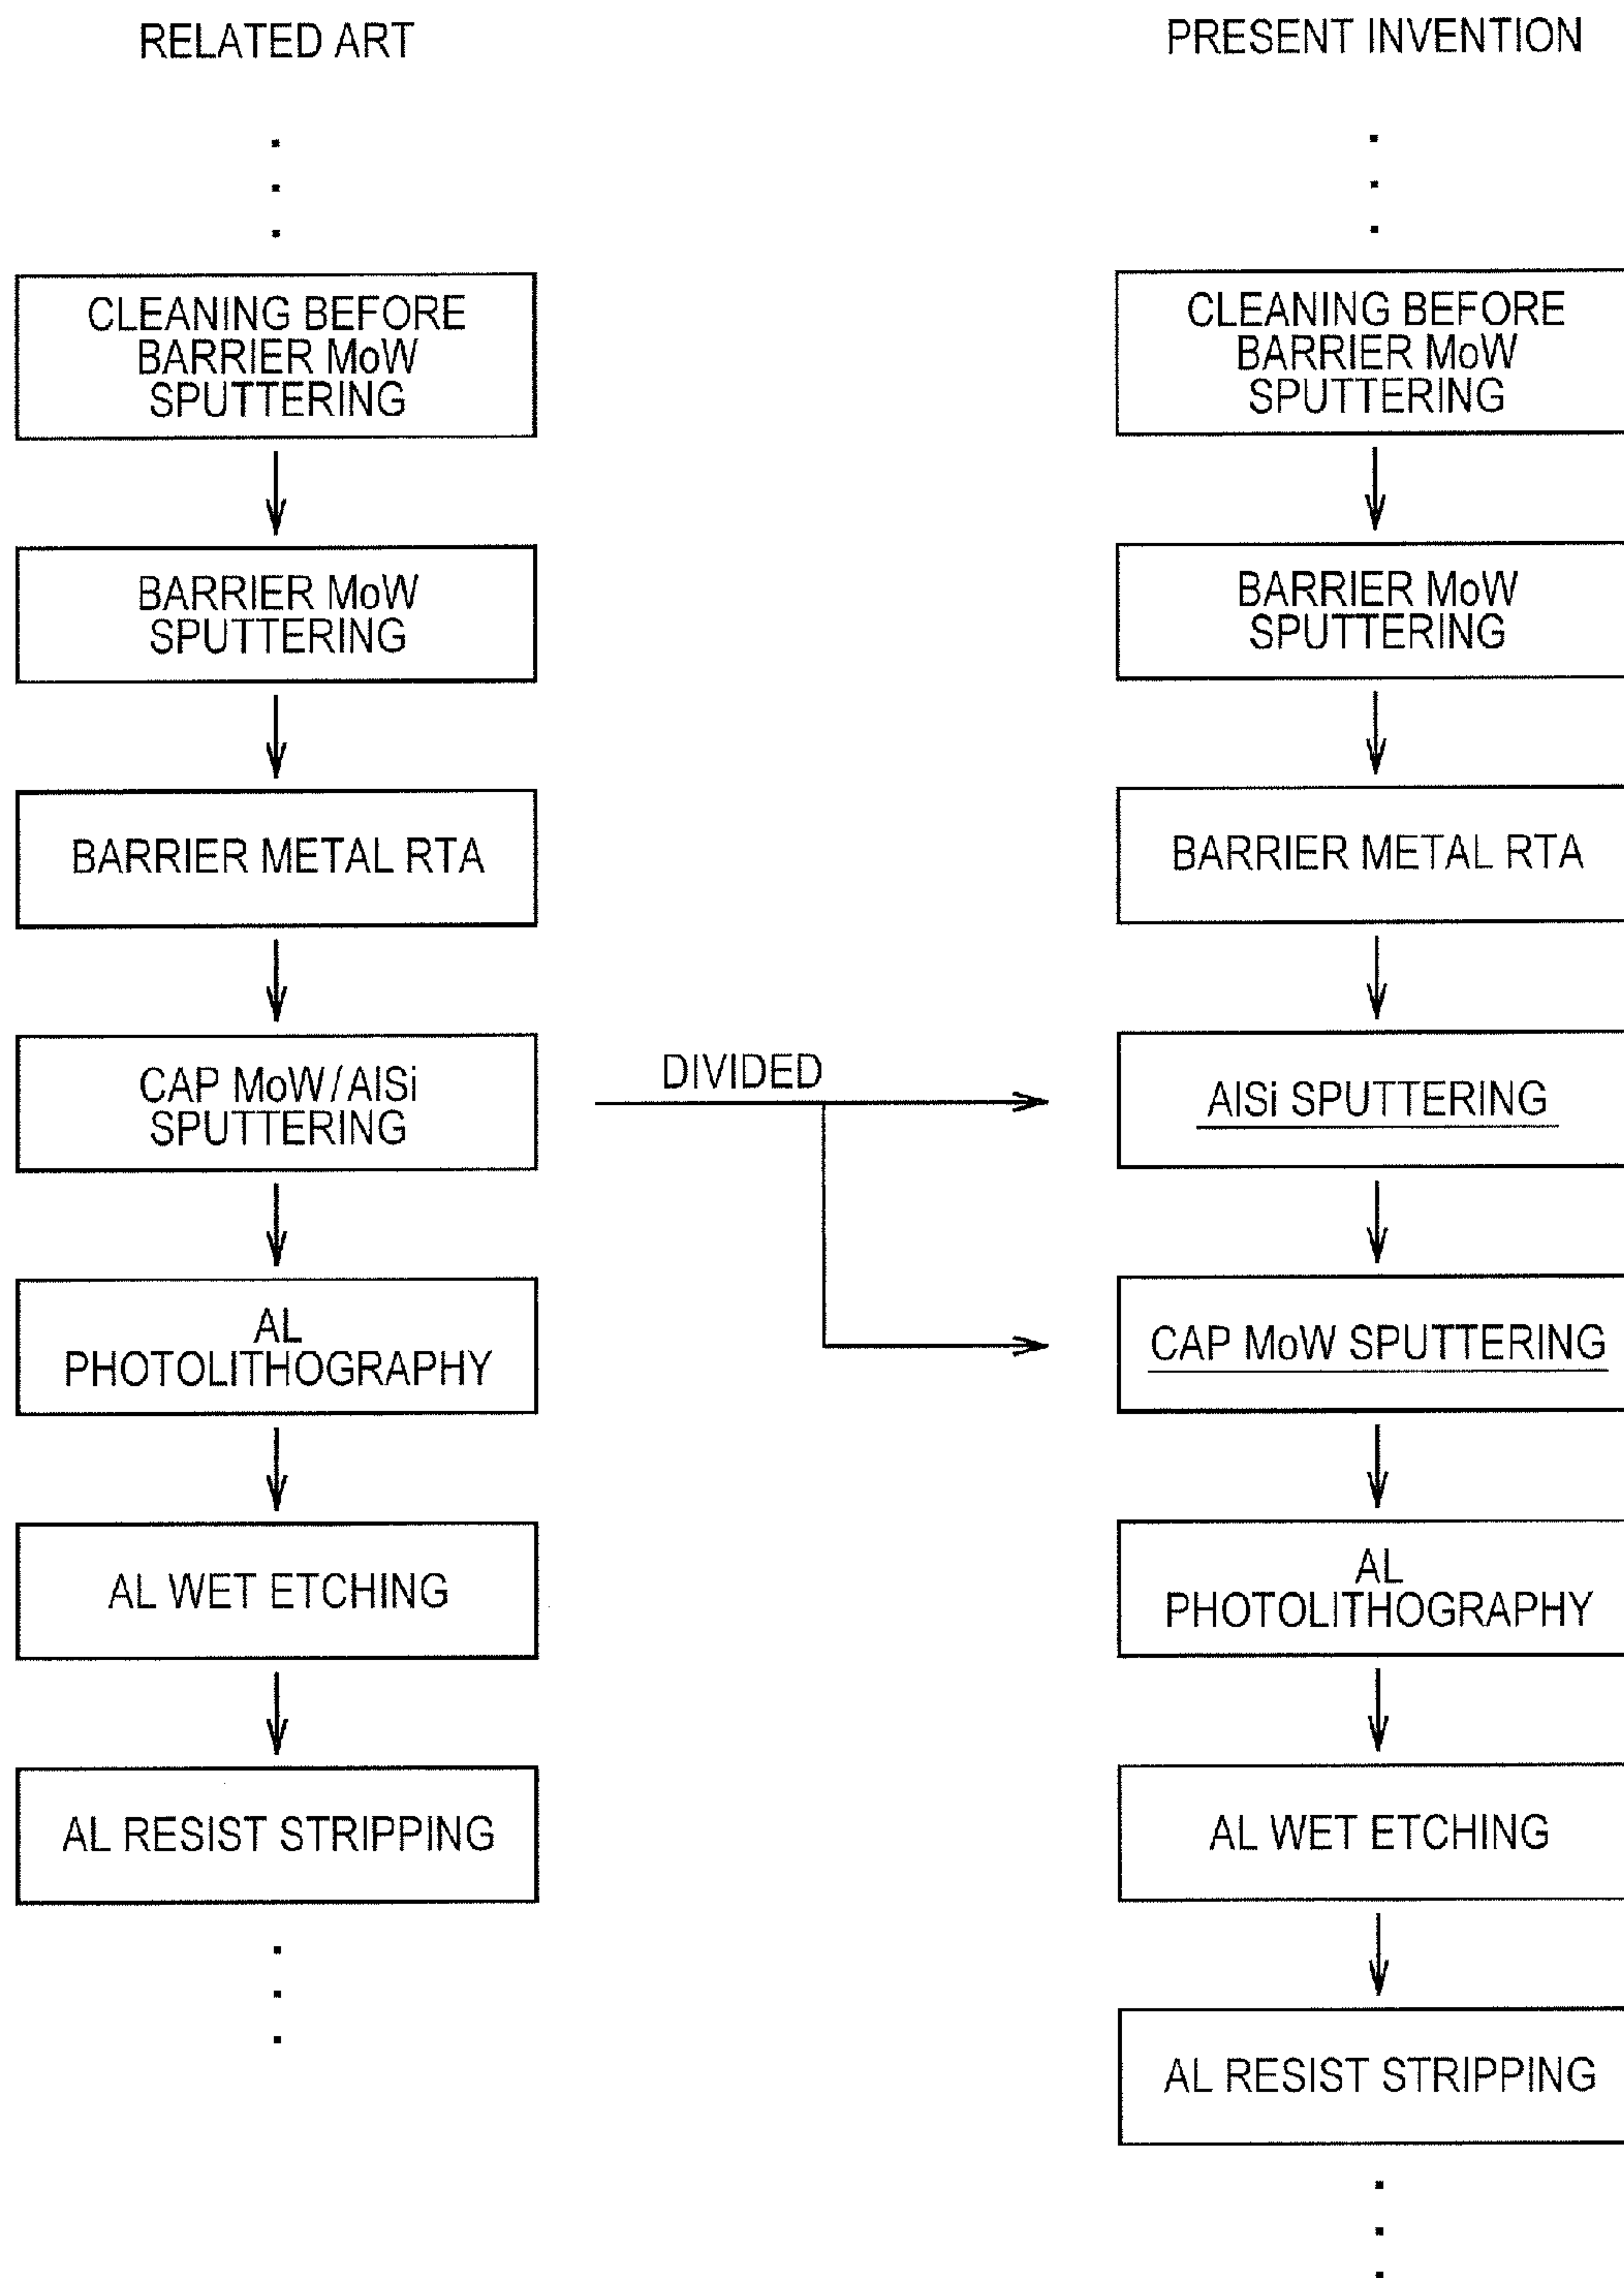 RELATED ART
CLEANING BEFORE
BARRIER MoW
SPUTTERING
BARRIER MoW
SPUTTERING
BARRIER METAL RTA
CAP MoW/AlSi
SPUTTERING
AL
PHOTOLITHOGRAPHY
AL WET ETCHING
AL RESIST STRIPPING
DIVIDED
PRESENT INVENTION
CLEANING BEFORE
BARRIER MoW
SPUTTERING
BARRIER MoW
SPUTTERING
BARRIER METAL RTA
AlSi SPUTTERING
CAP MoW SPUTTERING
AL
PHOTOLITHOGRAPHY
AL WET ETCHING
AL RESIST STRIPPING